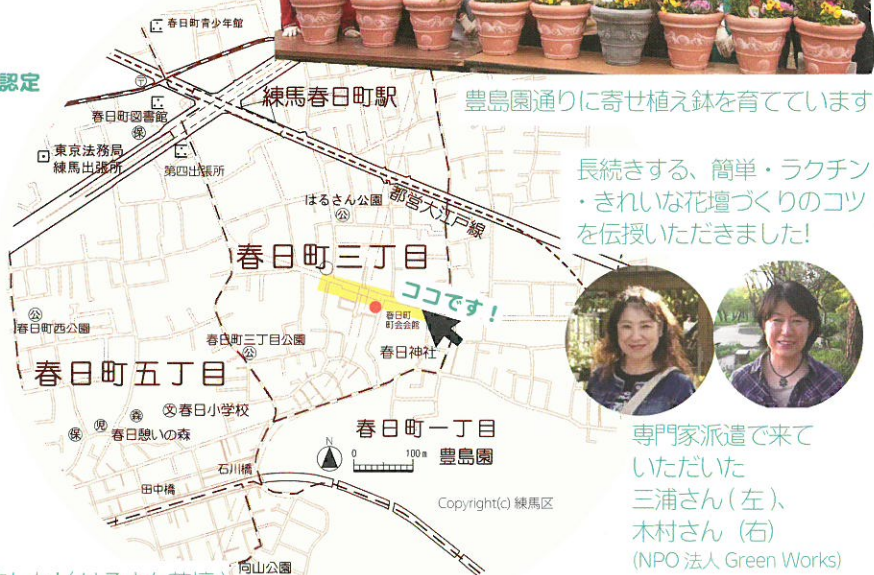 認定
春日町青少年館
練馬春日町駅
春日町図書館
保
東京法務局
練馬出張所
第四出張所
はるさん公園
公
都営大江戸線
春日町三丁目
ココです！
春日町
町会会館
公
春日町西公園
春日町三丁目公園
公
春日神社
春日町五丁目
文 春日小学校
保 児 森
春日憩いの森
春日町一丁目
N
0 100m
豊島園
石川橋
田中橋
Copyright(c) 練馬区
向山公園
豊島園通りに寄せ植え鉢を育てています
長続きする、簡単・ラクチン
・きれいな花壇づくりのコツ
を伝授いただきました!
専門家派遣で来て
いただいた
三浦さん(左)、
木村さん (右)
(NPO 法人 Green Works)